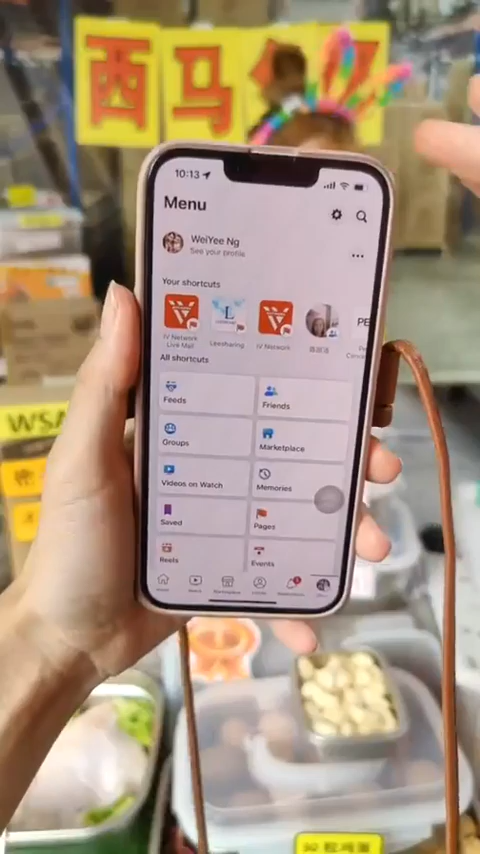 西马
10:13
Menu
WeiYee Ng
See your profile
Your shortcuts
IV Network
Live Mall
Leesharing
IV Network
PE
All shortcuts
Feeds
Friends
Groups
Marketplace
Videos on Watch
Memories
Saved
Pages
Reels
Events
WSA